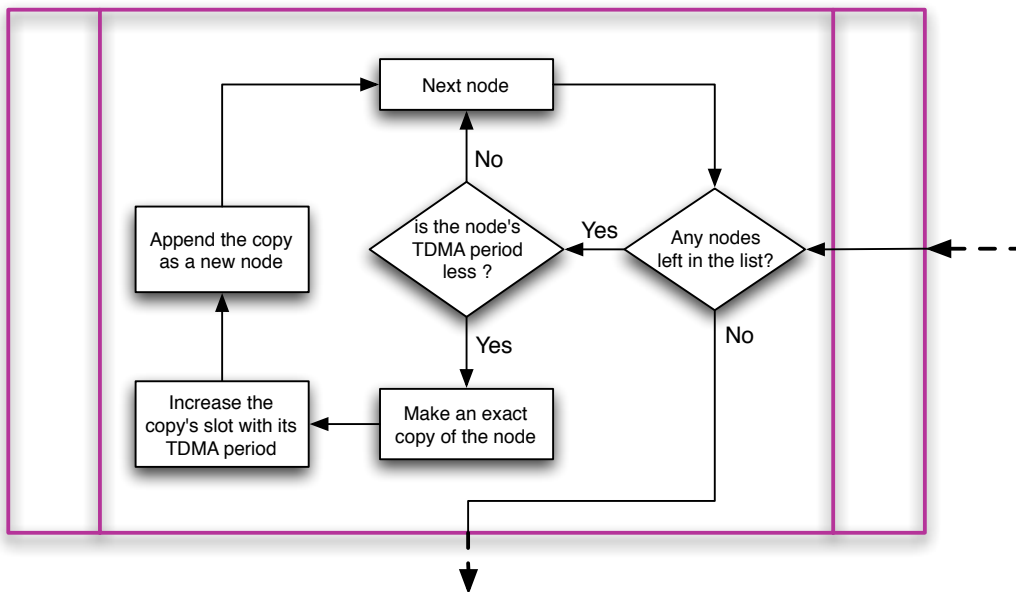 Next node
No
is the node's
TDMA period
less ?
Yes
Any nodes
left in the list?
Append the copy
as a new node
Yes
No
Increase the
copy's slot with its
TDMA period
Make an exact
copy of the node